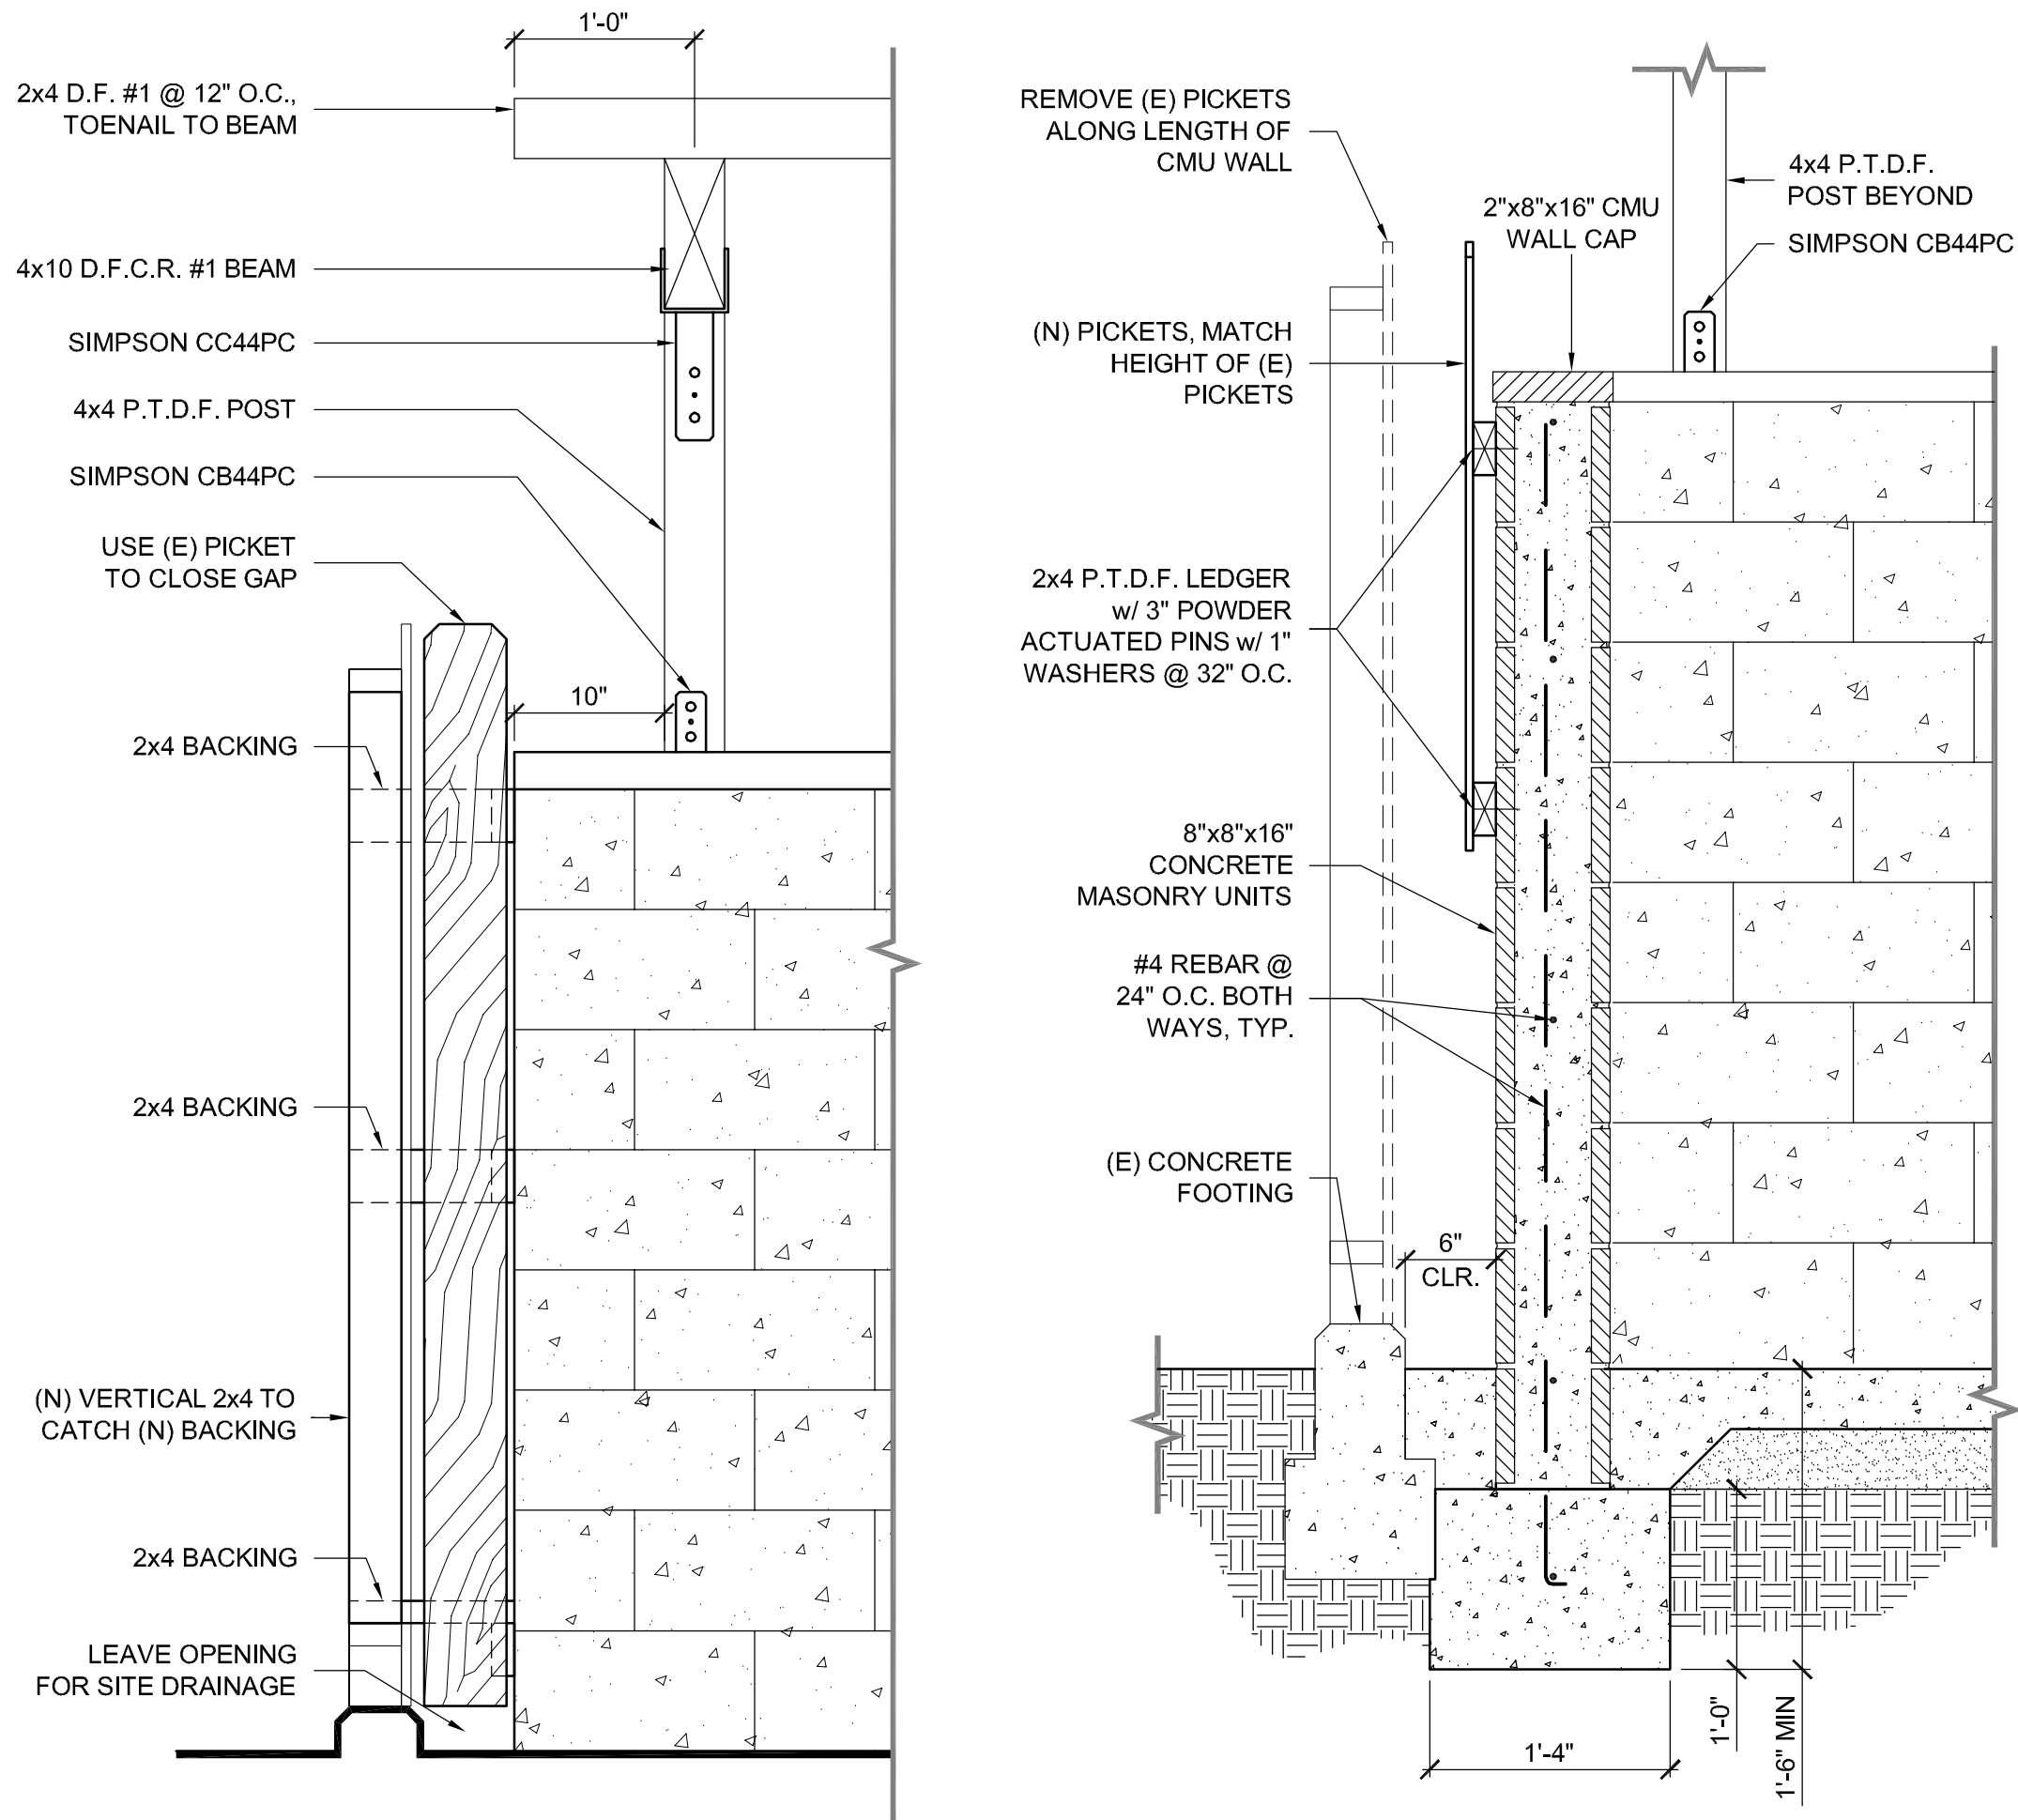 1'-0"
2x4 D.F. #1 @ 12" O.C.,
TOENAIL TO BEAM
4x10 D.F.C.R. #1 BEAM
SIMPSON CC44PC
4x4 P.T.D.F. POST
SIMPSON CB44PC
USE (E) PICKET
TO CLOSE GAP
10"
2x4 BACKING
2x4 BACKING
(N) VERTICAL 2x4 TO
CATCH (N) BACKING
2x4 BACKING
LEAVE OPENING
FOR SITE DRAINAGE
REMOVE (E) PICKETS
ALONG LENGTH OF
CMU WALL
2"x8"x16" CMU
WALL CAP
4x4 P.T.D.F.
POST BEYOND
SIMPSON CB44PC
(N) PICKETS, MATCH
HEIGHT OF (E)
PICKETS
2x4 P.T.D.F. LEDGER
w/ 3" POWDER
ACTUATED PINS w/ 1"
WASHERS @ 32" O.C.
8"x8"x16"
CONCRETE
MASONRY UNITS
#4 REBAR @
24" O.C. BOTH
WAYS, TYP.
(E) CONCRETE
FOOTING
6"
CLR.
1'-4"
1'-0"
1'-6" MIN